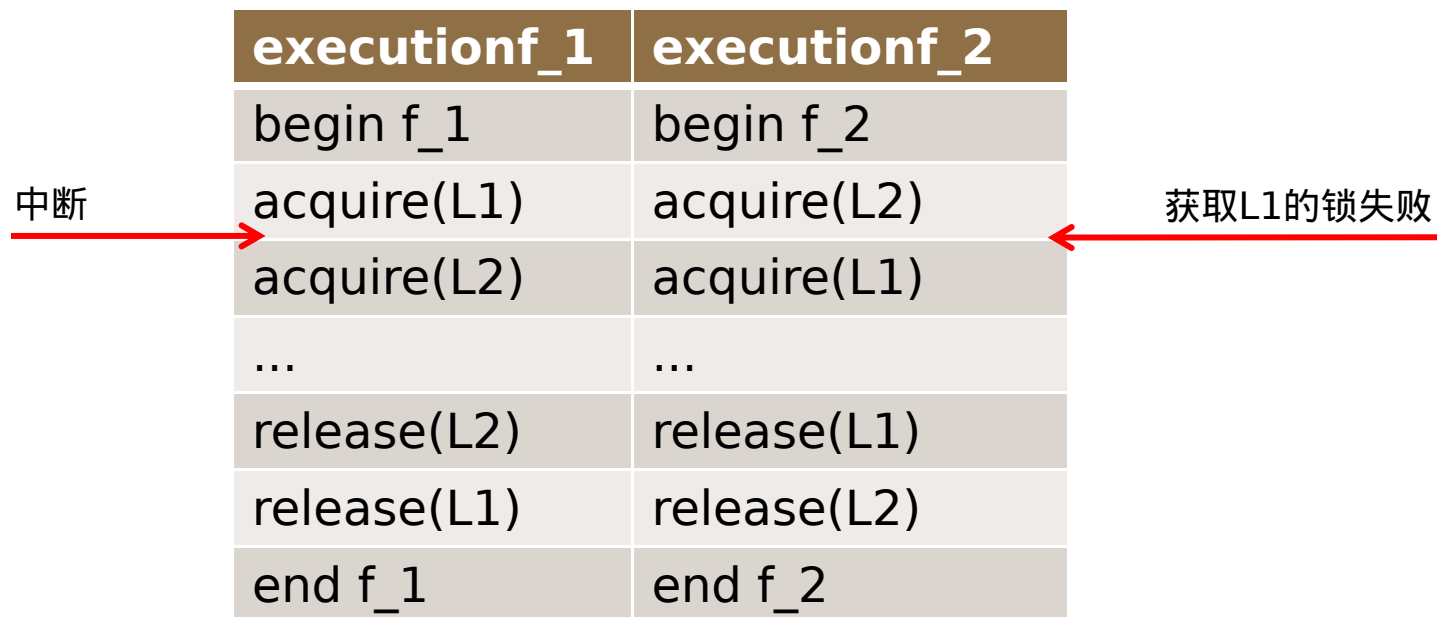 executionf_1 executionf_2
begin f_1 begin f_2
中断 acquire(L1) acquire(L2) 获取L1的锁失败
acquire(L2) acquire(L1)
... ...
release(L2) release(L1)
release(L1) release(L2)
end f_1 end f_2